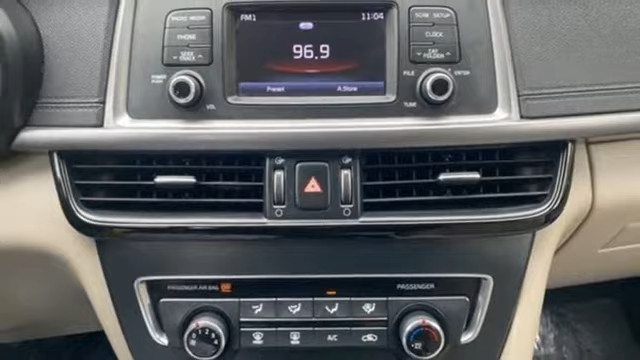 RADIO MEDIA
PHONE
SEEK
TRACK
POWER
PUSH
VOL
FM1 11:04
96.9
Preset A.Store
SCAN SETUP
CLOCK
CAT
FOLDER
FILE ENTER
TUNE
PASSENGER AIR BAG OFF PASSENGER
A/C